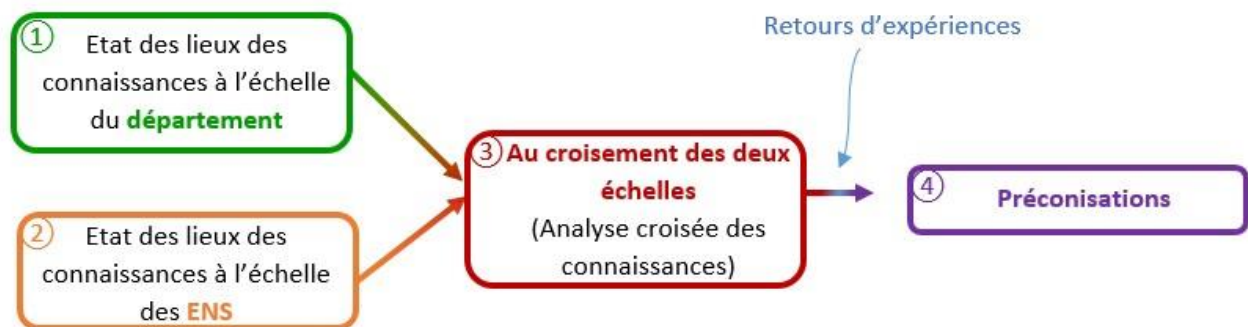 1
Etat des lieux des
connaissances à l’échelle
du département
2
Etat des lieux des
connaissances à l’échelle
des ENS
3 Au croisement des deux
échelles
(Analyse croisée des
connaissances)
Retours d’expériences
4
Préconisations